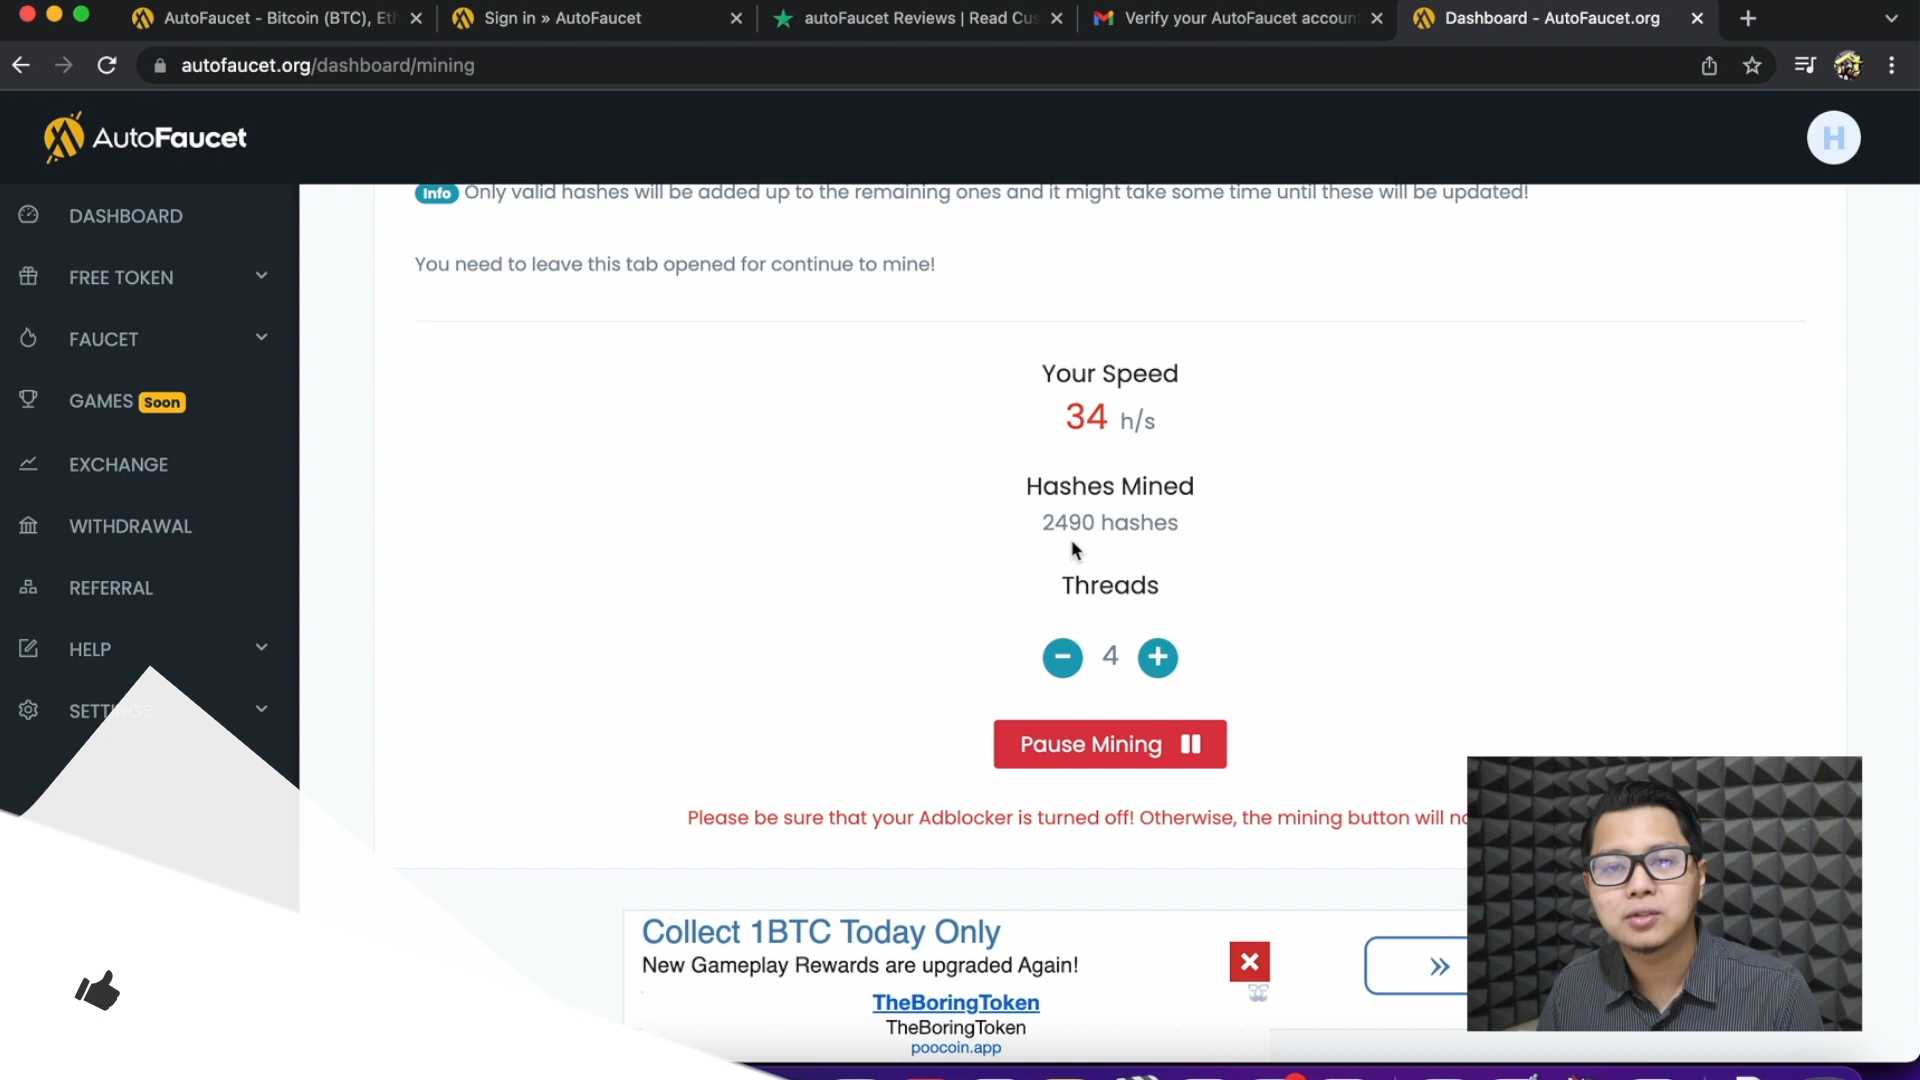 AutoFaucet - Bitcoin (BTC), Et
Sign in » AutoFaucet
autoFaucet Reviews | Read Cus
Verify your AutoFaucet accoun
Dashboard - AutoFaucet.org
autofaucet.org/dashboard/mining
AutoFaucet
H
DASHBOARD
FREE TOKEN
FAUCET
GAMES Soon
EXCHANGE
WITHDRAWAL
REFERRAL
HELP
SETTINGS
Info Only valid hashes will be added up to the remaining ones and it might take some time until these will be updated!
You need to leave this tab opened for continue to mine!
Your Speed
34 h/s
Hashes Mined
2490 hashes
Threads
4
Pause Mining
Please be sure that your Adblocker is turned off! Otherwise, the mining button will no
Collect 1BTC Today Only
New Gameplay Rewards are upgraded Again!
TheBoringToken
TheBoringToken
poocoin.app